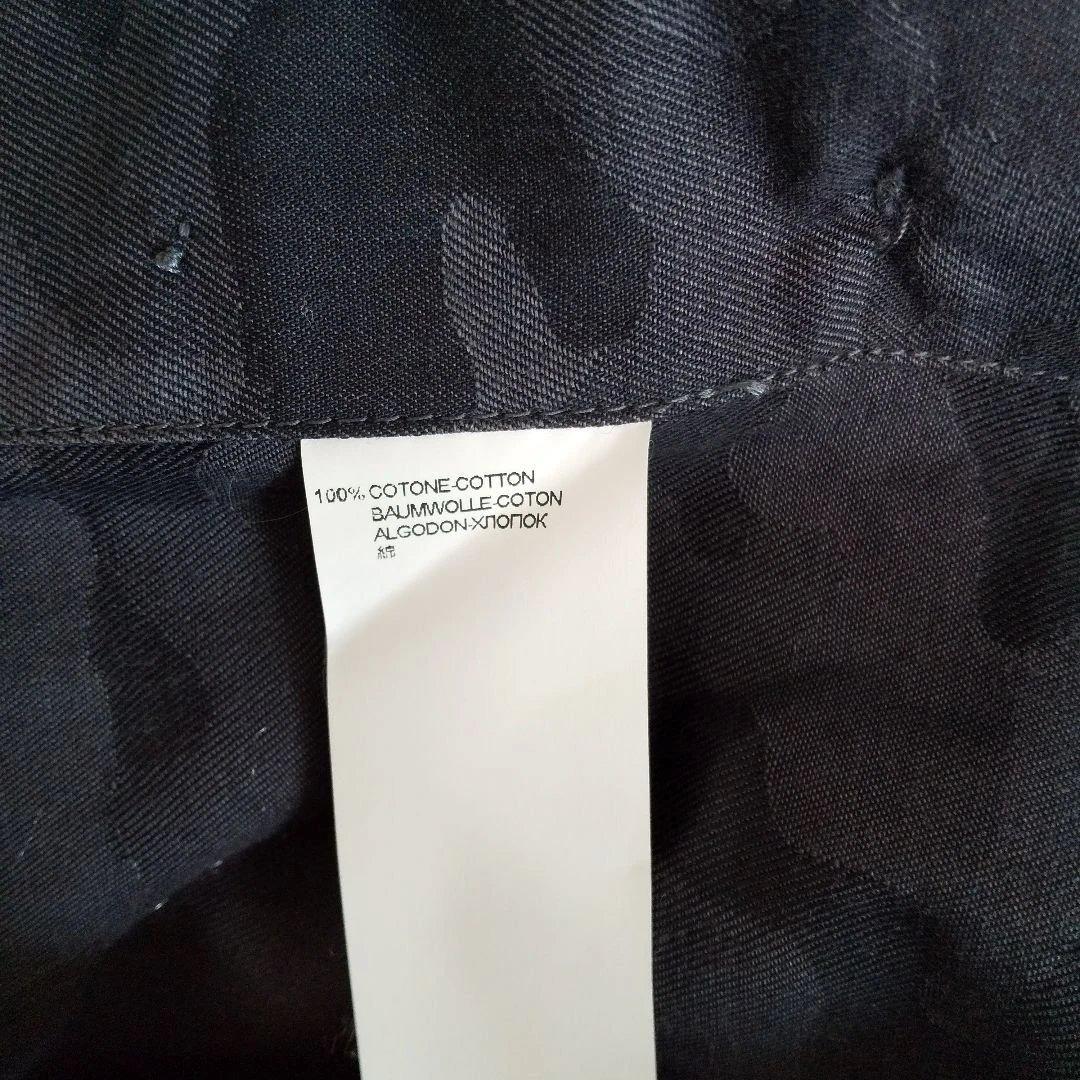 100% COTONE-COTTON
BAUMWOLLE-COTON
ALGODON-ХЛОПОК
綿